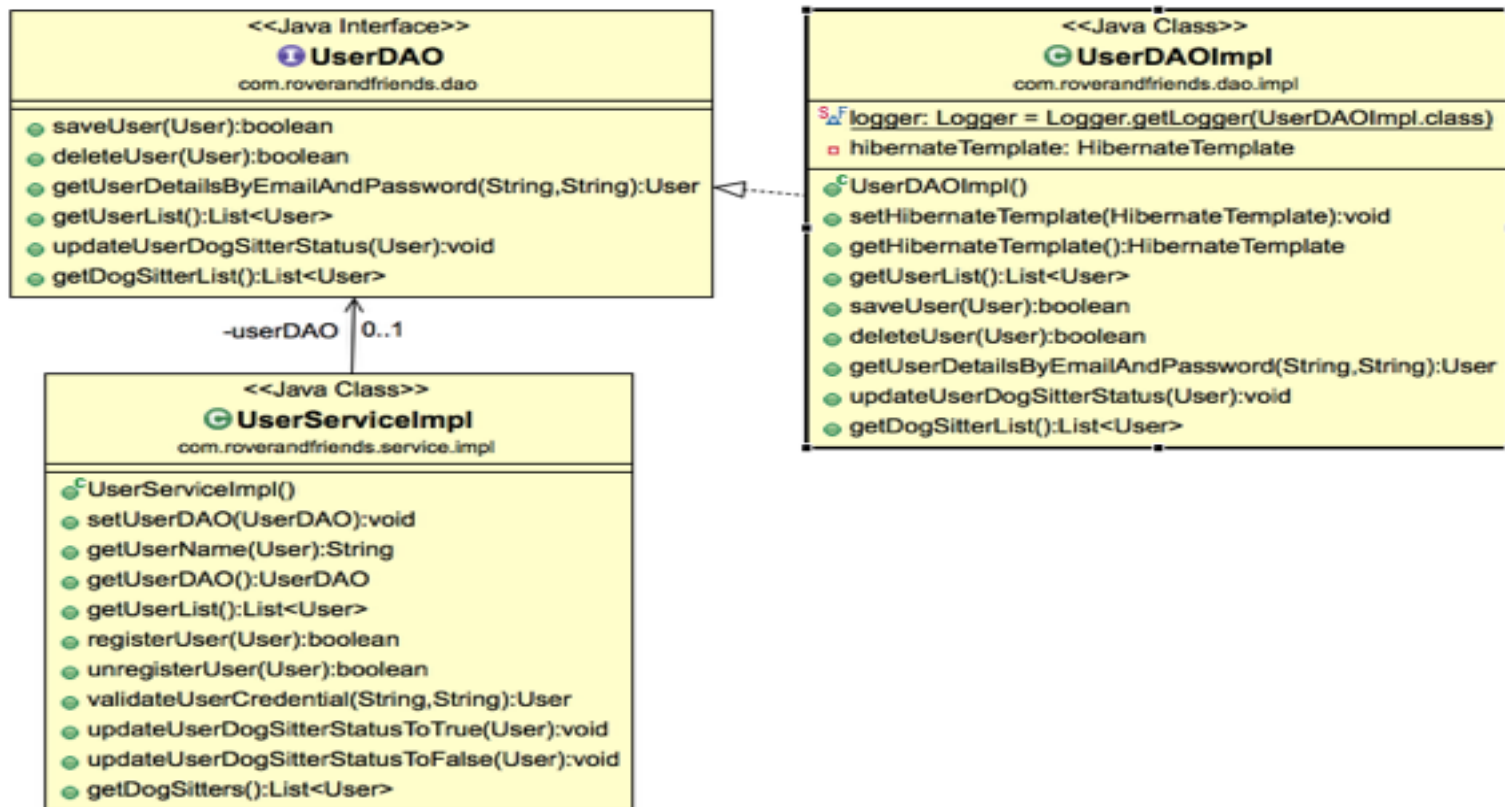 <<Java Interface>>
UserDAO
com.roverandfriends.dao
saveUser(User):boolean
deleteUser(User):boolean
getUserDetailsByEmailAndPassword(String,String):User
getUserList():List<User>
updateUserDogSitterStatus(User):void
getDogSitterList():List<User>
-userDAO 0..1
<<Java Class>>
UserServiceImpl
com.roverandfriends.service.impl
UserServiceImpl()
setUserDAO(UserDAO):void
getUserName(User):String
getUserDAO():UserDAO
getUserList():List<User>
registerUser(User):boolean
unregisterUser(User):boolean
validateUserCredential(String,String):User
updateUserDogSitterStatusToTrue(User):void
updateUserDogSitterStatusToFalse(User):void
getDogSitters():List<User>
<<Java Class>>
UserDAOImpl
com.roverandfriends.dao.impl
logger: Logger = Logger.getLogger(UserDAOImpl.class)
hibernateTemplate: HibernateTemplate
UserDAOImpl()
setHibernateTemplate(HibernateTemplate):void
getHibernateTemplate():HibernateTemplate
getUserList():List<User>
saveUser(User):boolean
deleteUser(User):boolean
getUserDetailsByEmailAndPassword(String,String):User
updateUserDogSitterStatus(User):void
getDogSitterList():List<User>